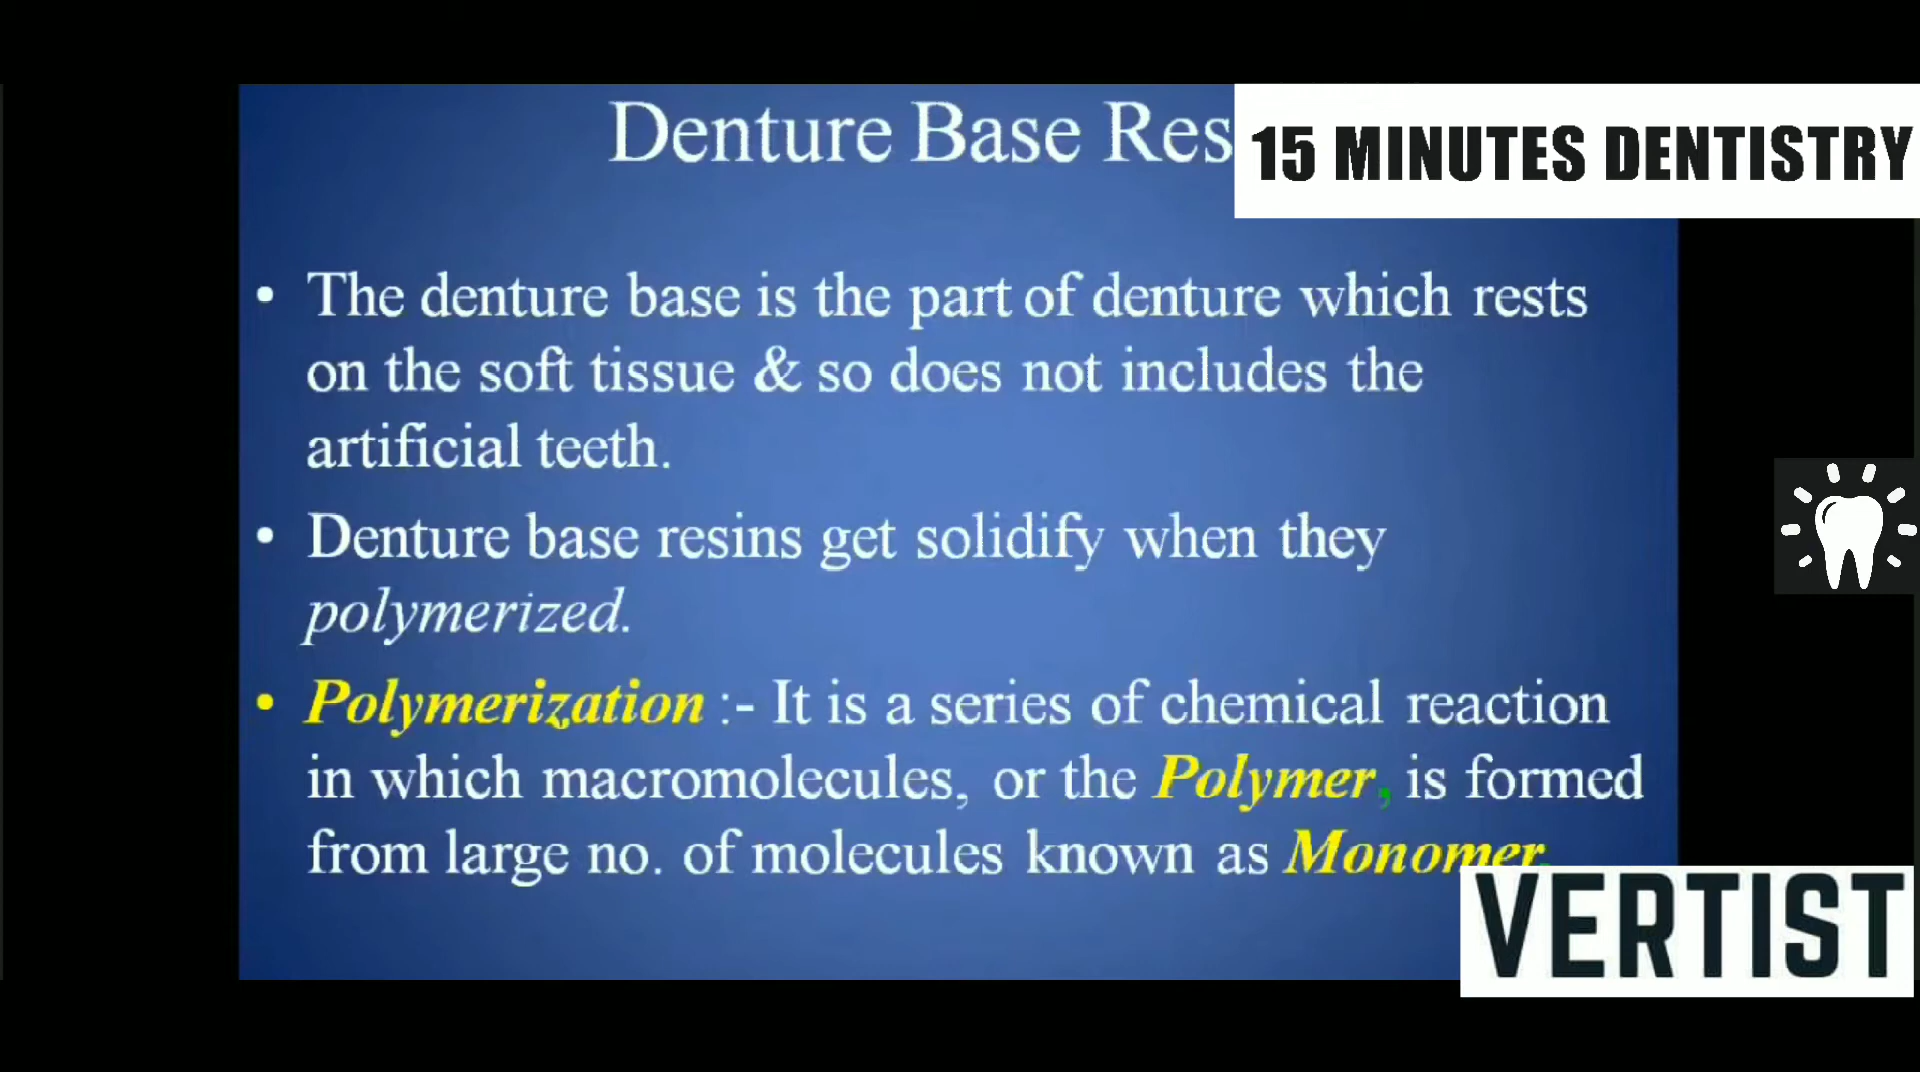 Denture Base Res
15 MINUTES DENTISTRY
• The denture base is the part of denture which rests
on the soft tissue & so does not includes the
artificial teeth.
• Denture base resins get solidify when they
polymerized.
• Polymerization :- It is a series of chemical reaction
in which macromolecules, or the Polymer, is formed
from large no. of molecules known as Monomer.
VERTIST